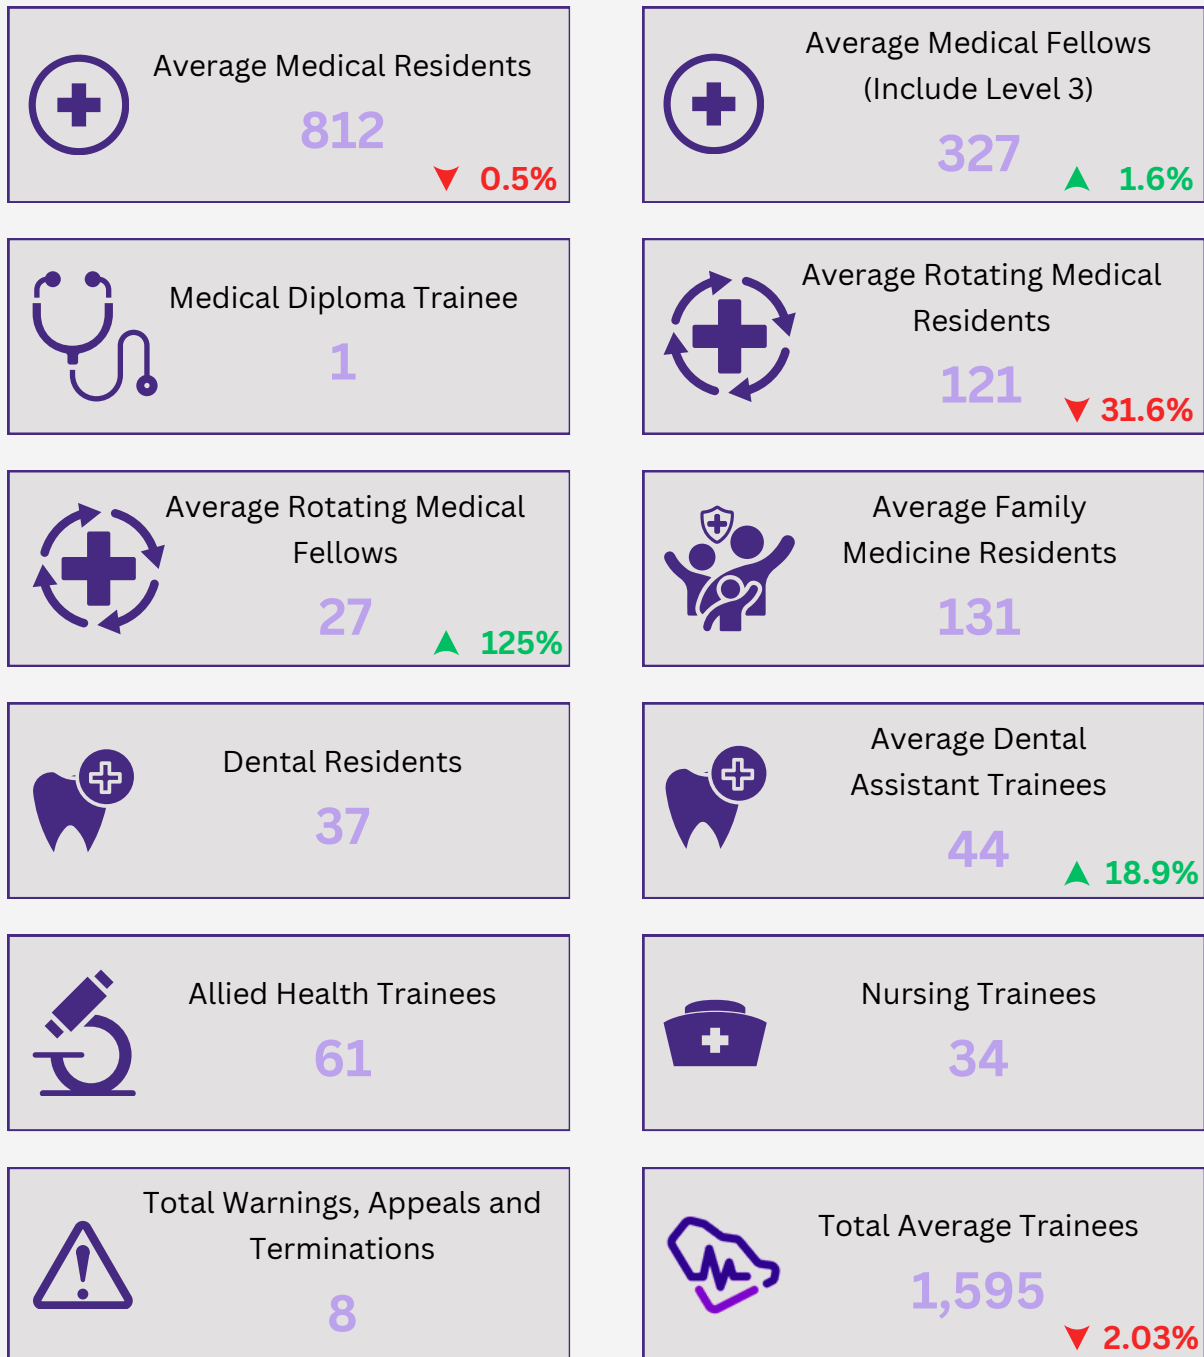 Average Medical Residents
812
0.5%
Average Medical Fellows
(Include Level 3)
327
1.6%
Medical Diploma Trainee
1
Average Rotating Medical
Residents
121
31.6%
Average Rotating Medical
Fellows
27
125%
Average Family
Medicine Residents
131
Dental Residents
37
Average Dental
Assistant Trainees
44
18.9%
Allied Health Trainees
61
Nursing Trainees
34
Total Warnings, Appeals and
Terminations
8
Total Average Trainees
1,595
2.03%